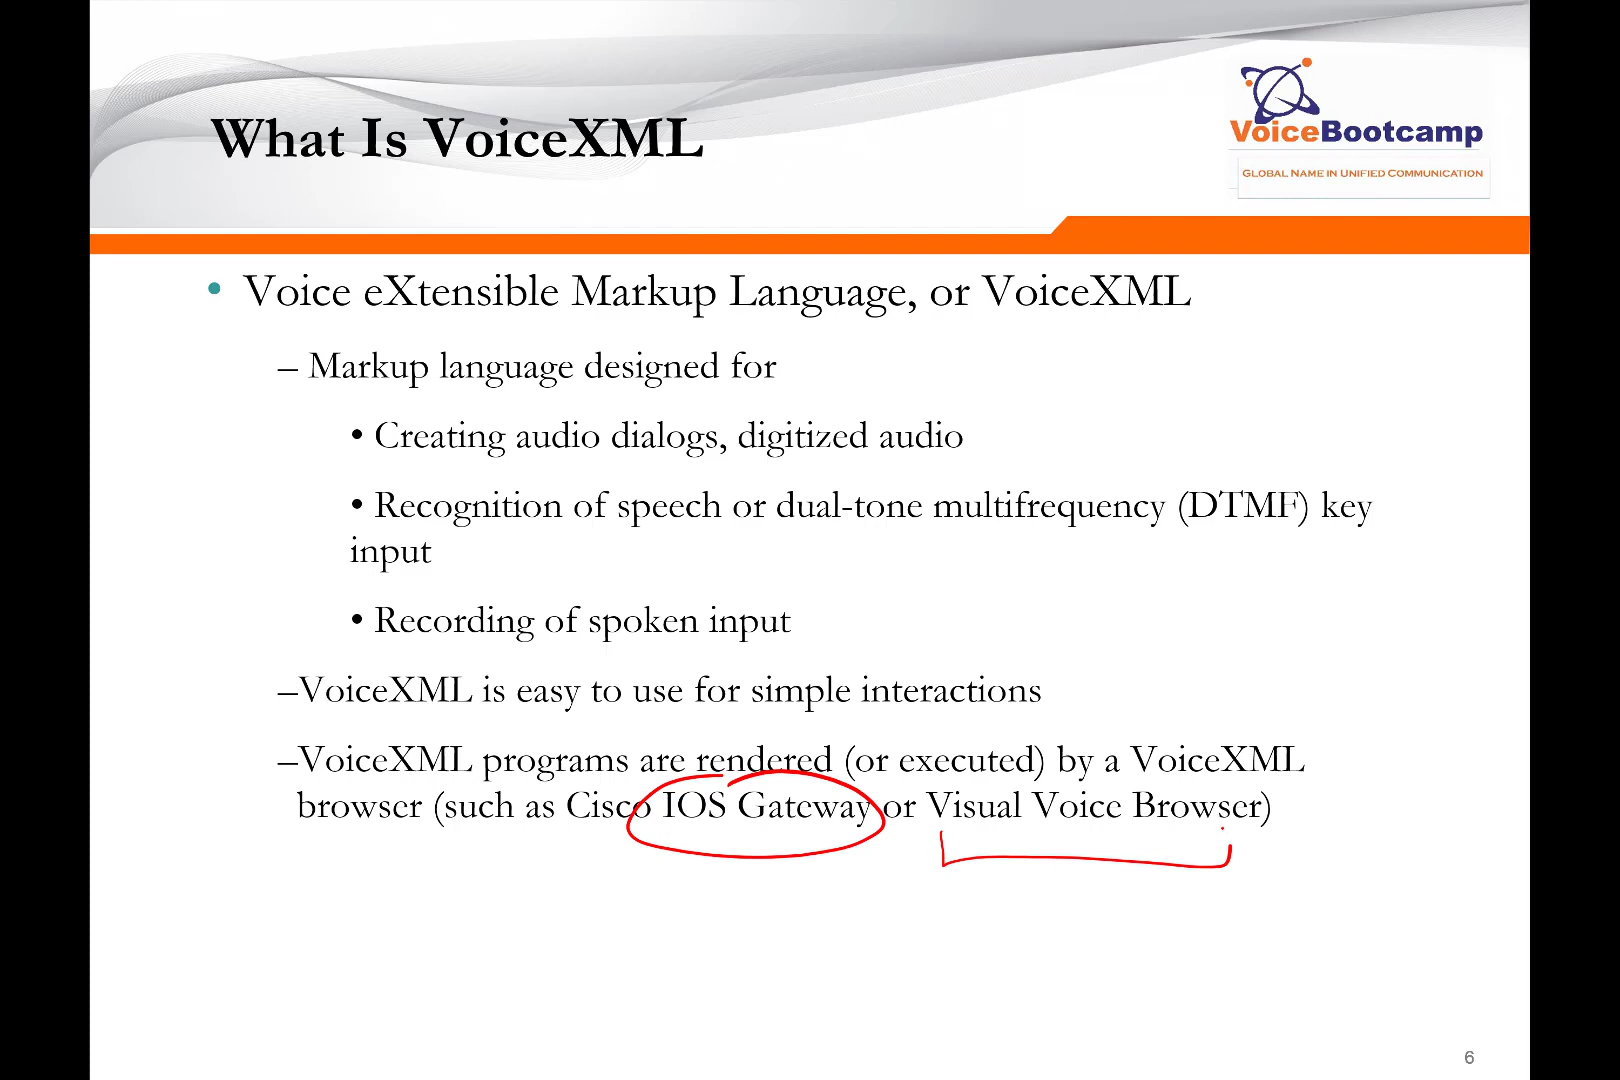 What Is VoiceXML
VoiceBootcamp
GLOBAL NAME IN UNIFIED COMMUNICATION
• Voice eXtensible Markup Language, or VoiceXML
– Markup language designed for
• Creating audio dialogs, digitized audio
• Recognition of speech or dual-tone multifrequency (DTMF) key
input
• Recording of spoken input
–VoiceXML is easy to use for simple interactions
–VoiceXML programs are rendered (or executed) by a VoiceXML
browser (such as Cisco IOS Gateway or Visual Voice Browser)
6